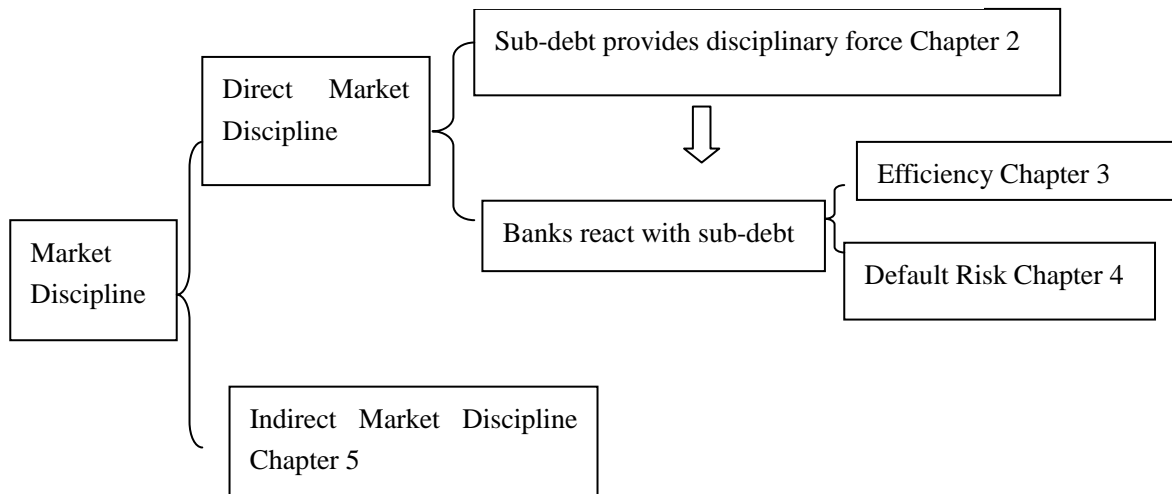 Sub-debt provides disciplinary force Chapter 2
Direct Market
Discipline
Efficiency Chapter 3
Banks react with sub-debt
Market
Discipline
Default Risk Chapter 4
Indirect Market Discipline
Chapter 5